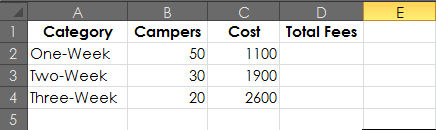 A B C D E
1 Category Campers Cost Total Fees
2 One-Week 50 1100
3 Two-Week 30 1900
4 Three-Week 20 2600
5